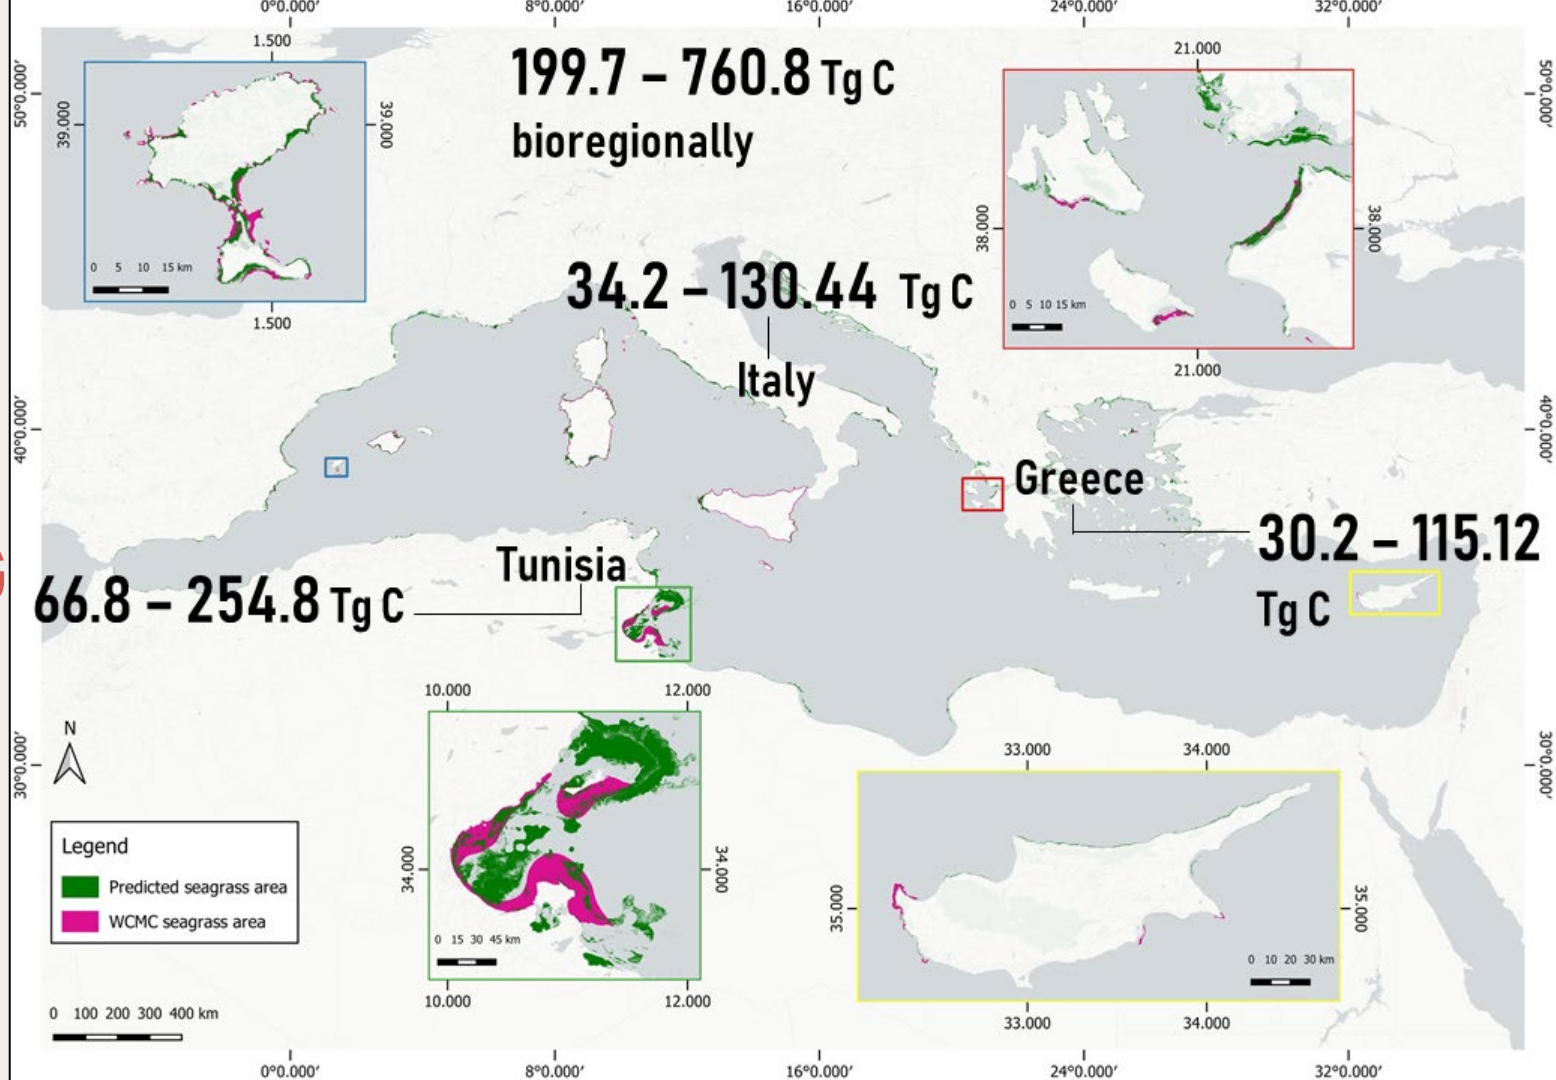 0°0.000' 8°0.000' 16°0.000' 24°0.000' 32°0.000'
50°0.000'
50°0.000'
1.500
39.000
39.000
0 5 10 15 km
1.500
199.7 – 760.8 Tg C
bioregionally
21.000
38.000
38.000
0 5 10 15 km
21.000
34.2 – 130.44 Tg C
Italy
40°0.000'
40°0.000'
Greece
30.2 – 115.12
Tg C
Tunisia
66.8 – 254.8 Tg C
10.000 12.000
34.000
34.000
0 15 30 45 km
10.000 12.000
33.000 34.000
35.000
35.000
0 10 20 30 km
33.000 34.000
N
30°0.000'
30°0.000'
Legend
Predicted seagrass area
WCMC seagrass area
0 100 200 300 400 km
0°0.000' 8°0.000' 16°0.000' 24°0.000' 32°0.000'